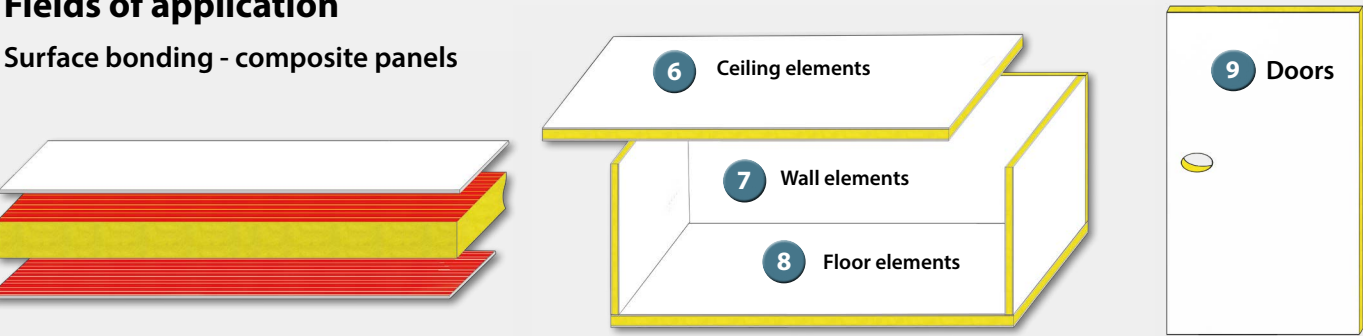 Fields of application
Surface bonding - composite panels
6 Ceiling elements
7 Wall elements
8 Floor elements
9 Doors